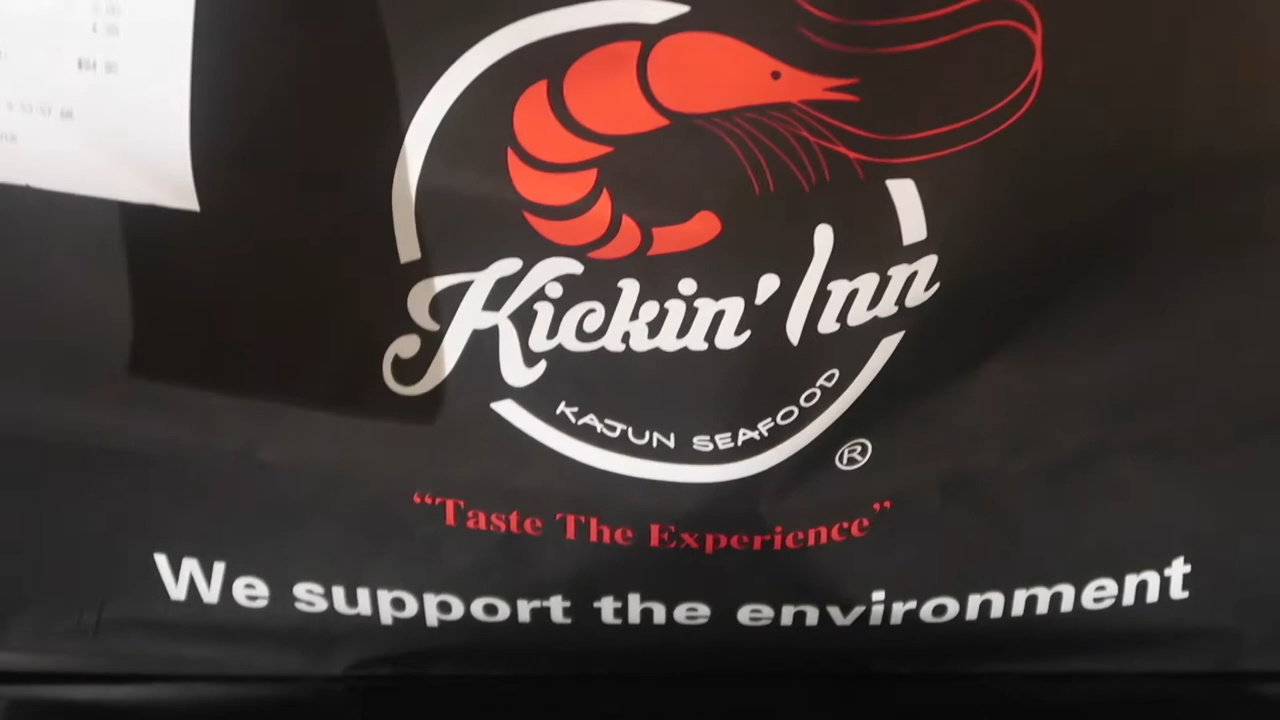 Kickin' Inn
KAJUN SEAFOOD
®
“Taste The Experience”
We support the environment